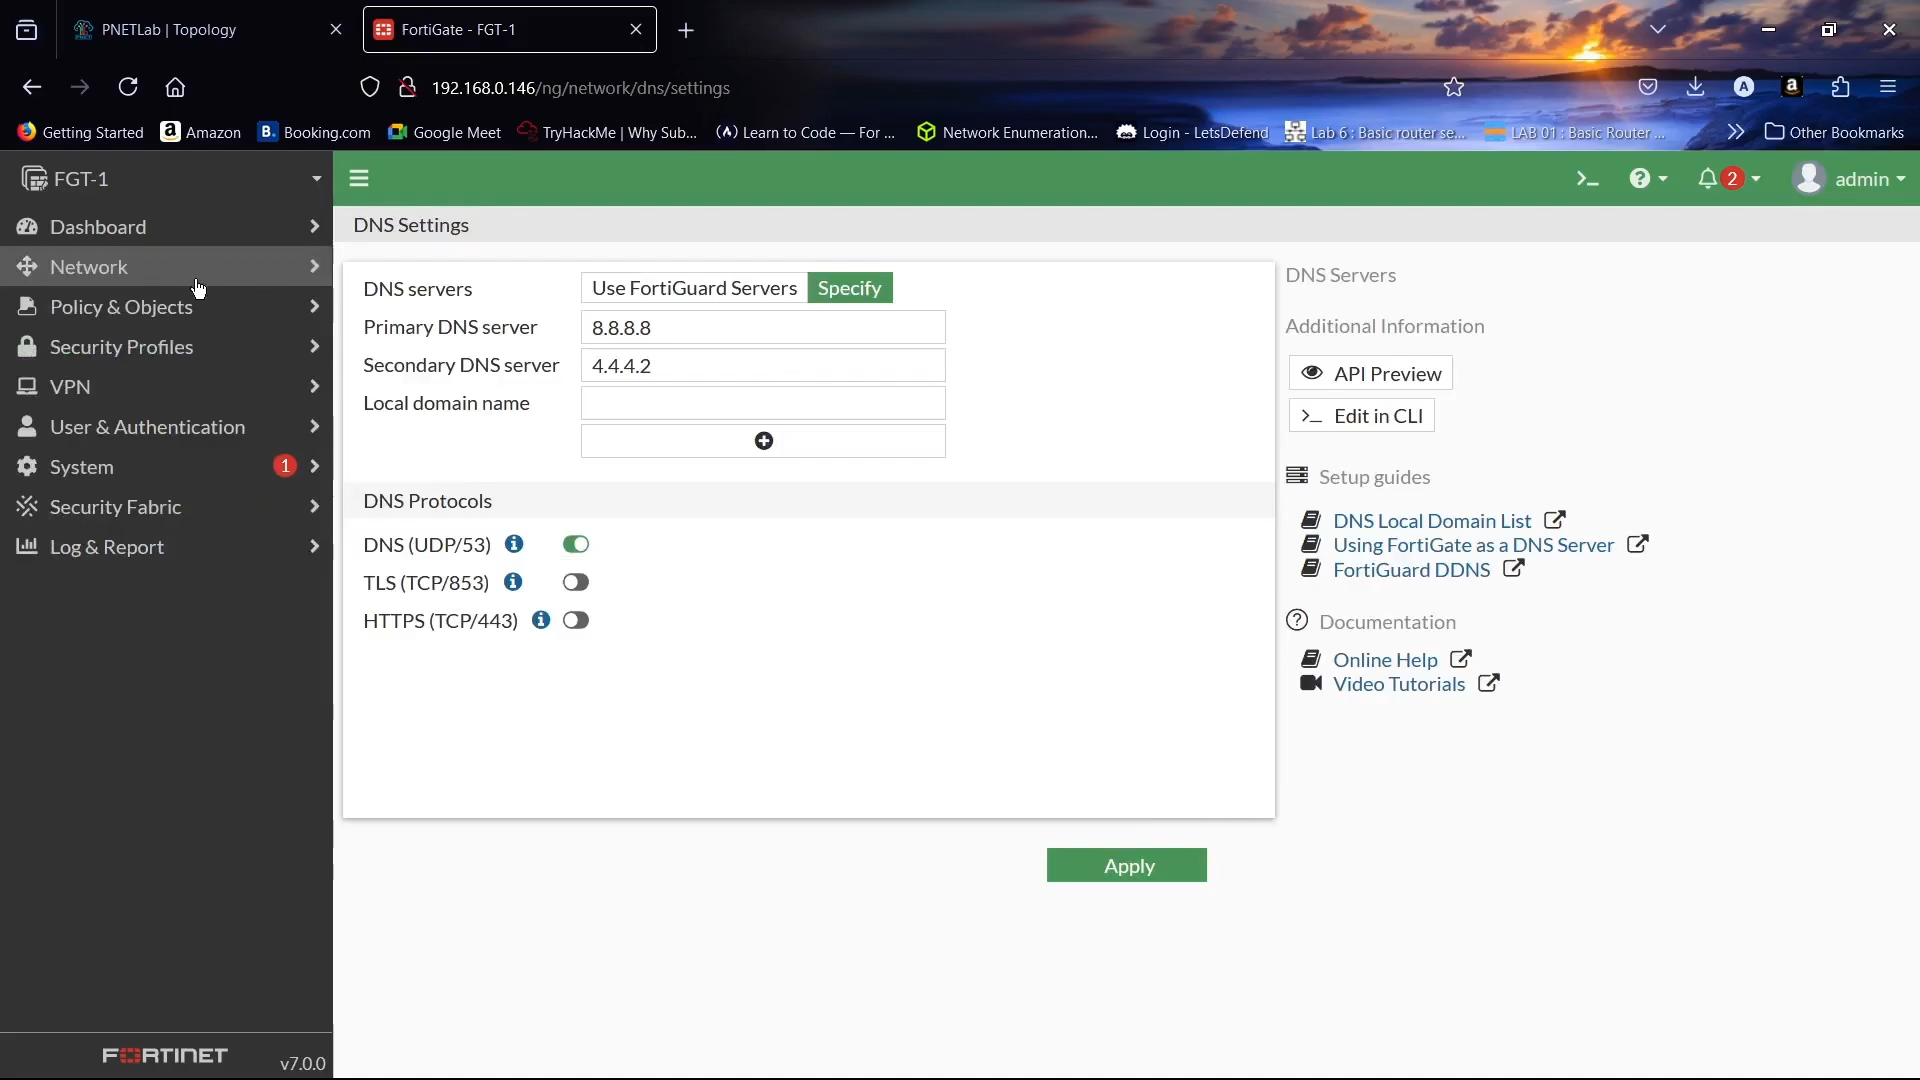 PNETLab | Topology
FortiGate - FGT-1
192.168.0.146/ng/network/dns/settings
Getting Started
Amazon
Booking.com
Google Meet
TryHackMe | Why Sub...
Learn to Code — For ...
Network Enumeration...
Login - LetsDefend
Lab 6 : Basic router se...
LAB 01 : Basic Router ...
Other Bookmarks
FGT-1
2
admin
Dashboard
Network
Policy & Objects
Security Profiles
VPN
User & Authentication
System
1
Security Fabric
Log & Report
FORTINET
v7.0.0
DNS Settings
DNS servers
Use FortiGuard Servers
Specify
Primary DNS server
8.8.8.8
Secondary DNS server
4.4.4.2
Local domain name
DNS Protocols
DNS (UDP/53)
TLS (TCP/853)
HTTPS (TCP/443)
Apply
DNS Servers
Additional Information
API Preview
>_ Edit in CLI
Setup guides
DNS Local Domain List
Using FortiGate as a DNS Server
FortiGuard DDNS
Documentation
Online Help
Video Tutorials